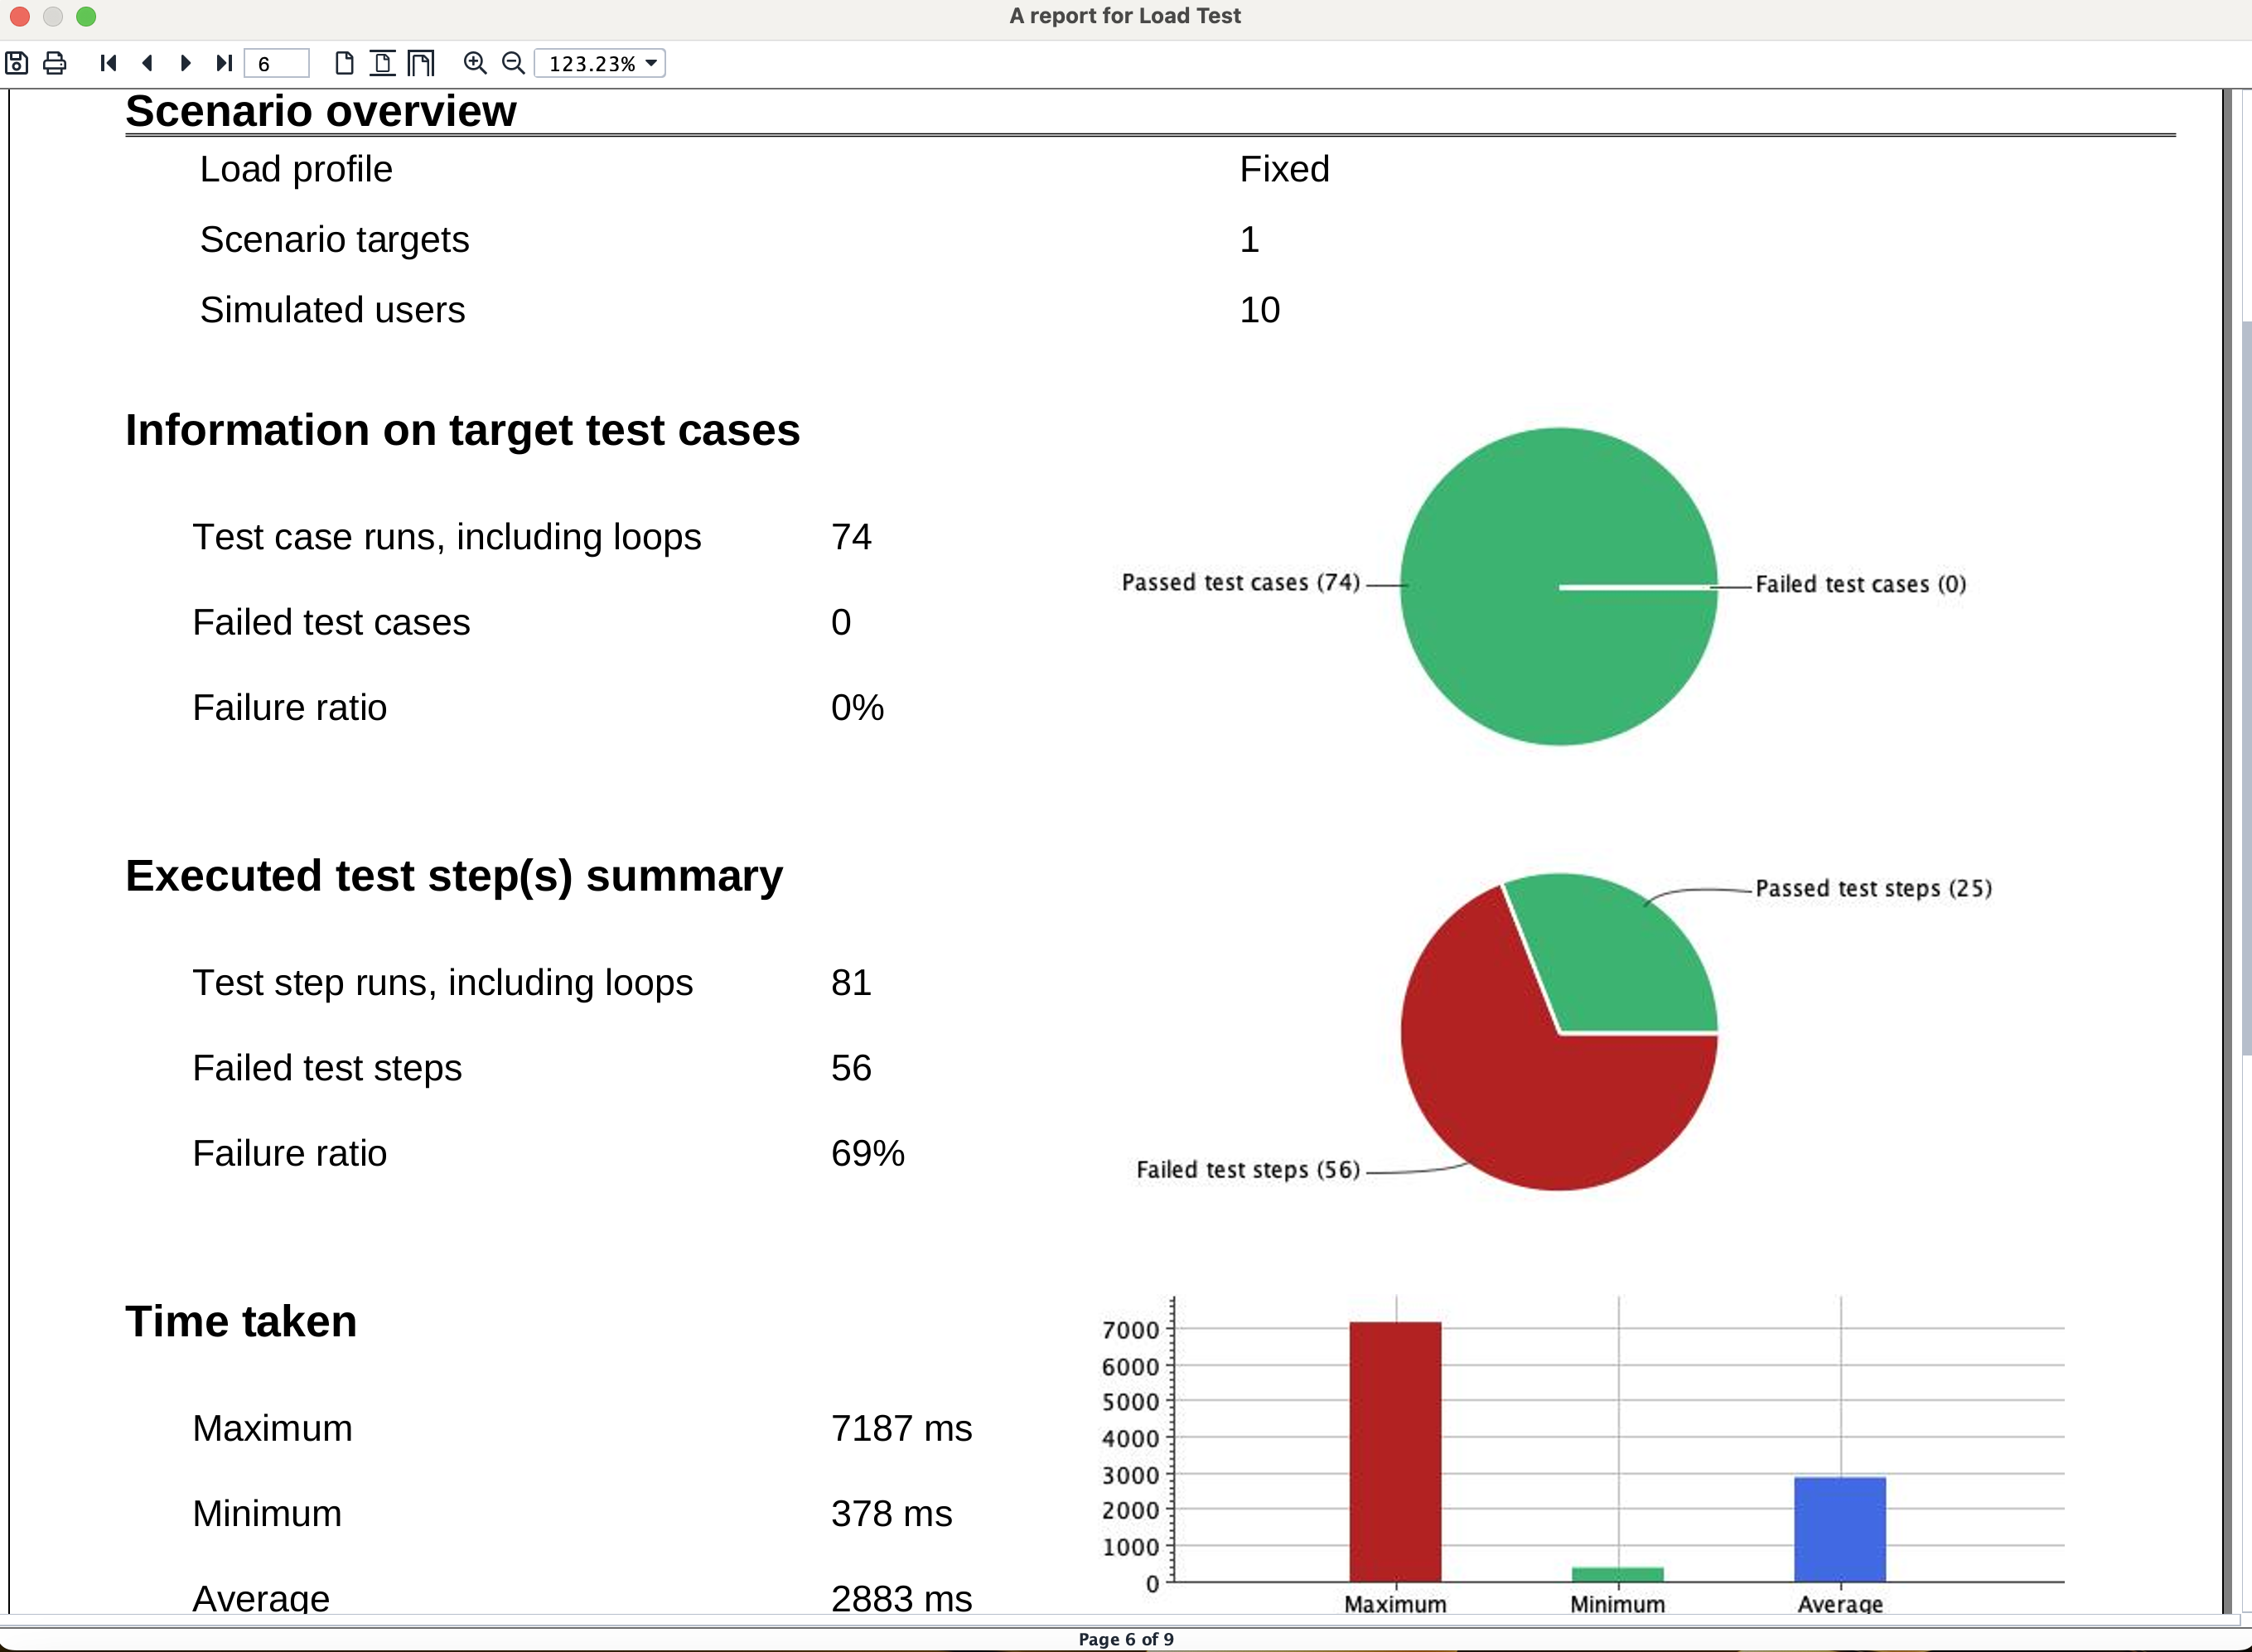 A report for Load Test
6
123.23%
Scenario overview
Load profile Fixed
Scenario targets 1
Simulated users 10
Information on target test cases
Test case runs, including loops 74
Failed test cases 0
Failure ratio 0%
Passed test cases (74)
Failed test cases (0)
Executed test step(s) summary
Test step runs, including loops 81
Failed test steps 56
Failure ratio 69%
Passed test steps (25)
Failed test steps (56)
Time taken
Maximum 7187 ms
Minimum 378 ms
Average 2883 ms
7000
6000
5000
4000
3000
2000
1000
0
Maximum Minimum Average
Page 6 of 9